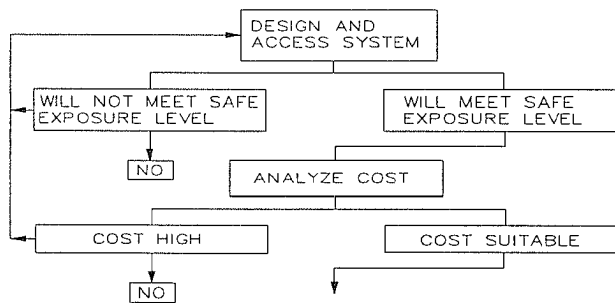 DESIGN AND
ACCESS SYSTEM
WILL NOT MEET SAFE
EXPOSURE LEVEL
WILL MEET SAFE
EXPOSURE LEVEL
NO
ANALYZE COST
COST HIGH
COST SUITABLE
NO